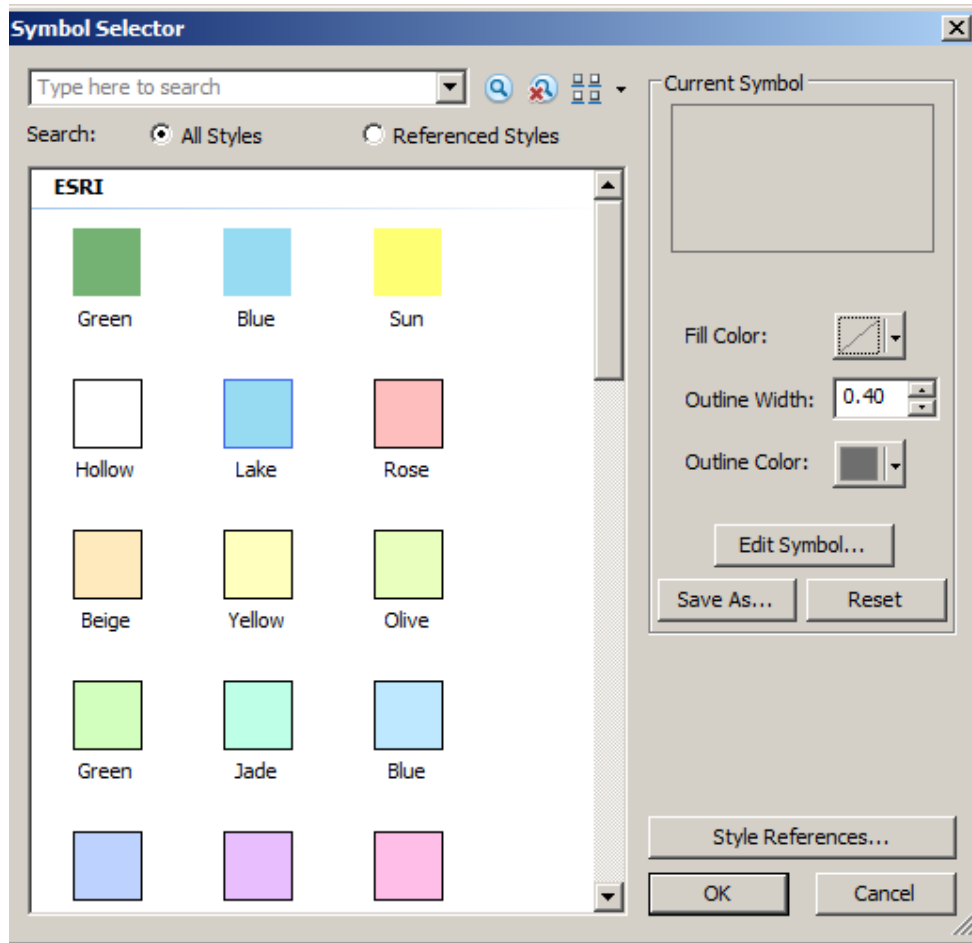 Symbol Selector
Type here to search
Search: All Styles Referenced Styles
ESRI
Green Blue Sun
Hollow Lake Rose
Beige Yellow Olive
Green Jade Blue
Current Symbol
Fill Color:
Outline Width: 0.40
Outline Color:
Edit Symbol...
Save As... Reset
Style References...
OK Cancel